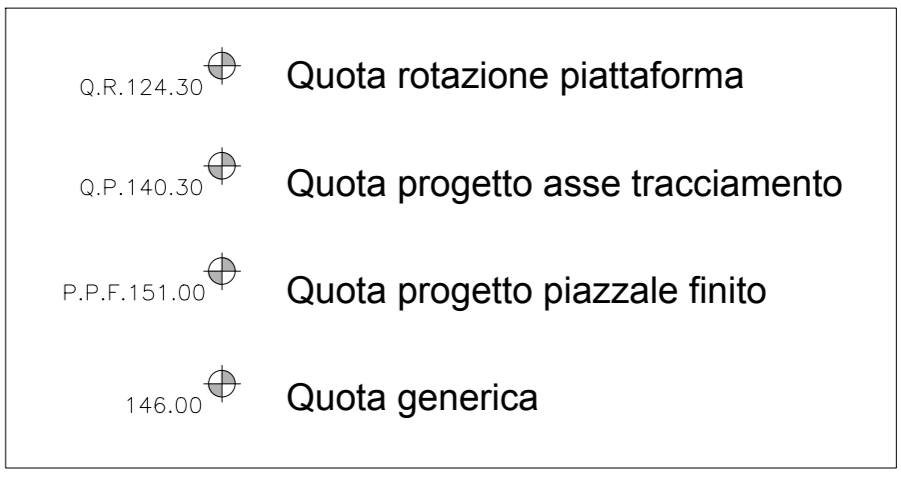 Q.R.124.30 Quota rotazione piattaforma
Q.P.140.30 Quota progetto asse tracciamento
P.P.F.151.00 Quota progetto piazzale finito
146.00 Quota generica